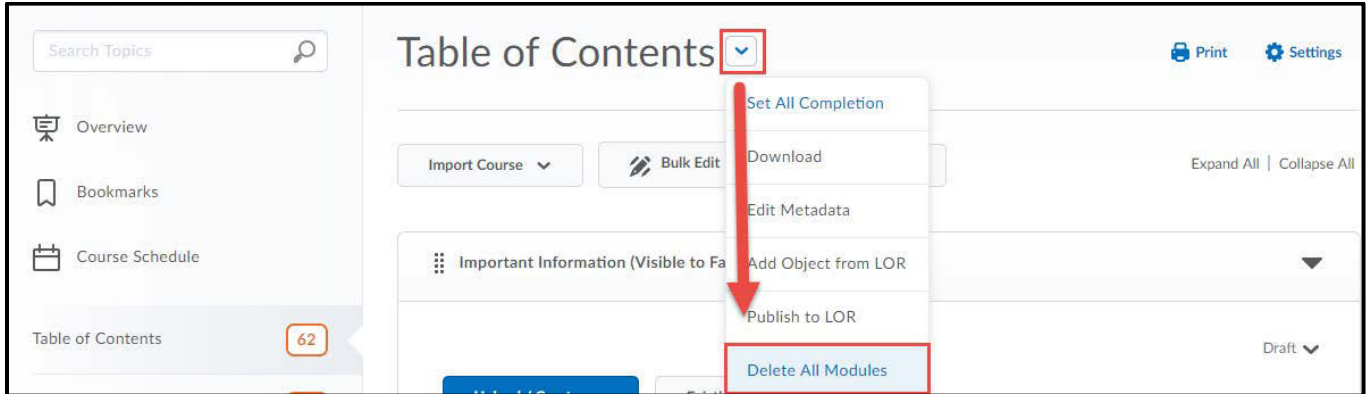 Search Topics
Table of Contents
Print
Settings
Set All Completion
Overview
Import Course
Bulk Edit
Download
Expand All | Collapse All
Bookmarks
Edit Metadata
Course Schedule
Important Information (Visible to Fa
Add Object from LOR
Publish to LOR
Table of Contents
62
Draft
Delete All Modules